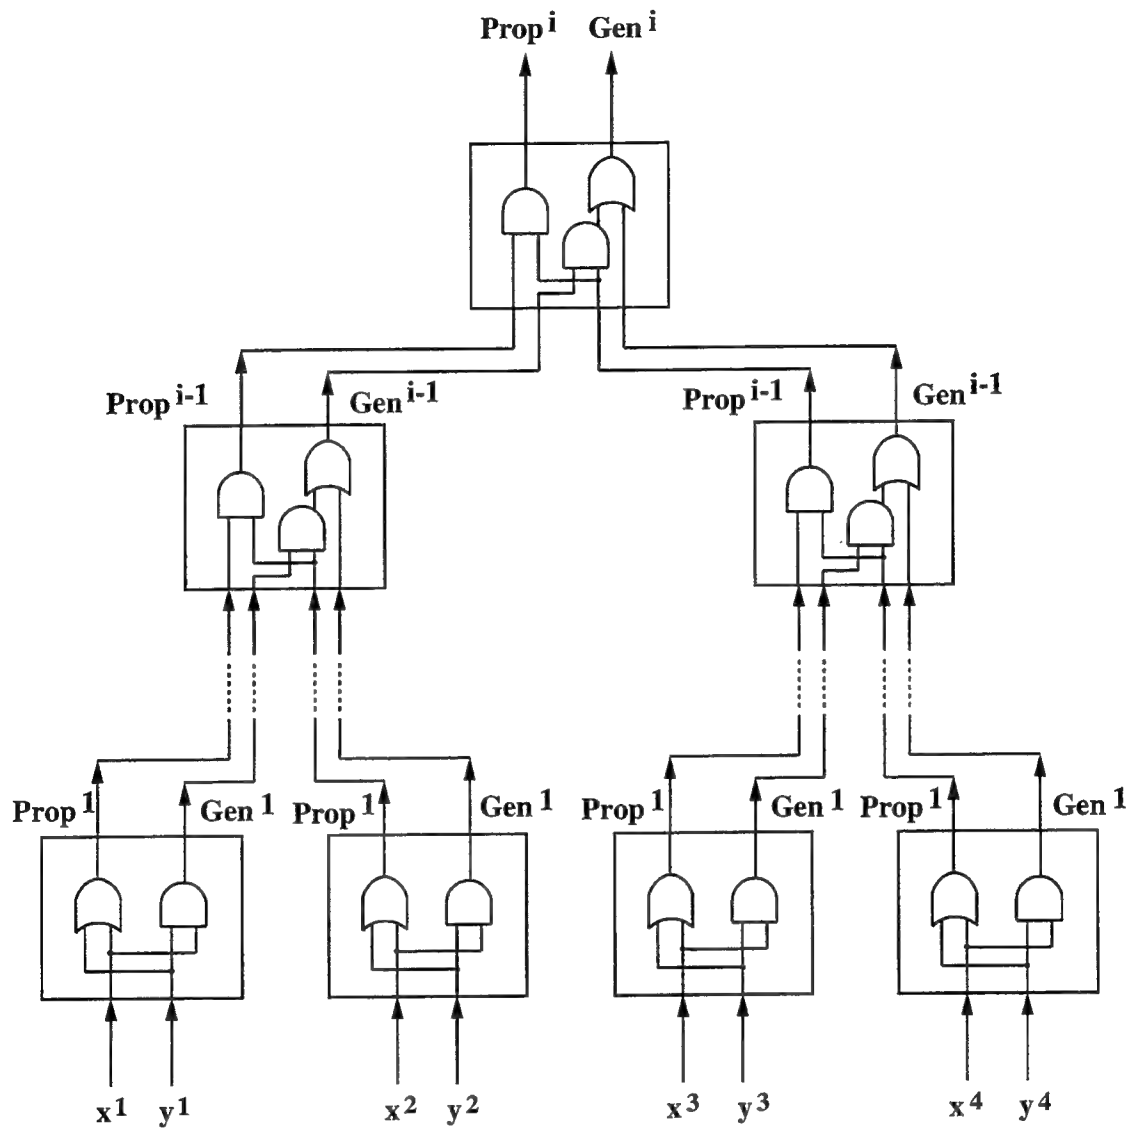 Prop i Gen i
Prop i-1 Gen i-1 Prop i-1 Gen i-1
Prop 1 Gen 1 Prop 1 Gen 1 Prop 1 Gen 1 Prop 1 Gen 1
x1 y1 x2 y2 x3 y3 x4 y4